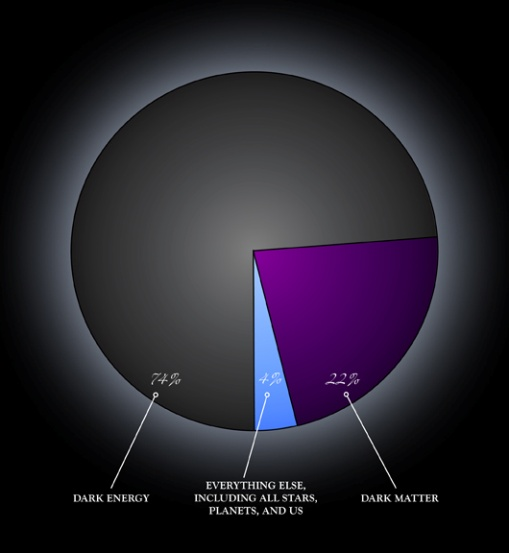 74%
4%
22%
DARK ENERGY
EVERYTHING ELSE,
INCLUDING ALL STARS,
PLANETS, AND US
DARK MATTER